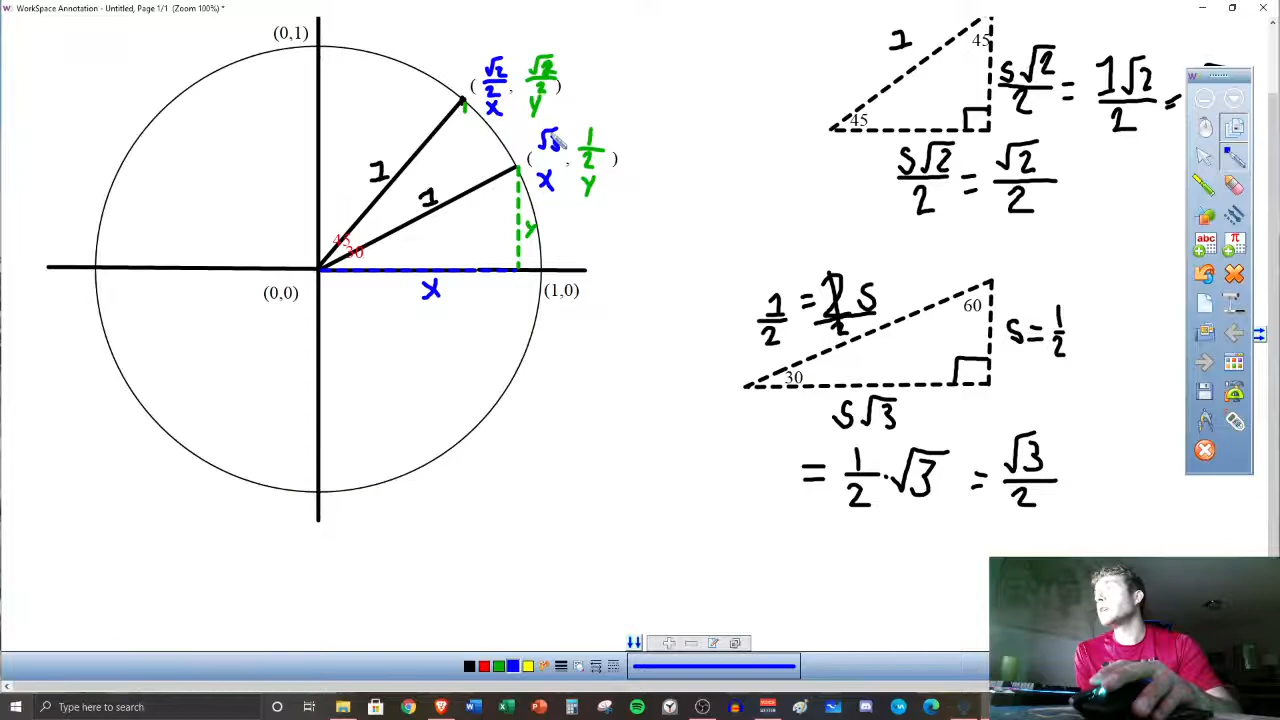 WorkSpace Annotation - Untitled, Page 1/1 ( Zoom 100%) *
(0,1)
(√2/2, √2/2)
x y
(√3, 1/2)
x y
1
1
45
30
y
x
(0,0)
(1,0)
1
45
45
s√2/2 = 1√2/2 =
s√2/2 = √2/2
1/2 = 2s/2
60
30
s = 1/2
s√3
= 1/2 · √3 = √3/2
abc
π
Type here to search